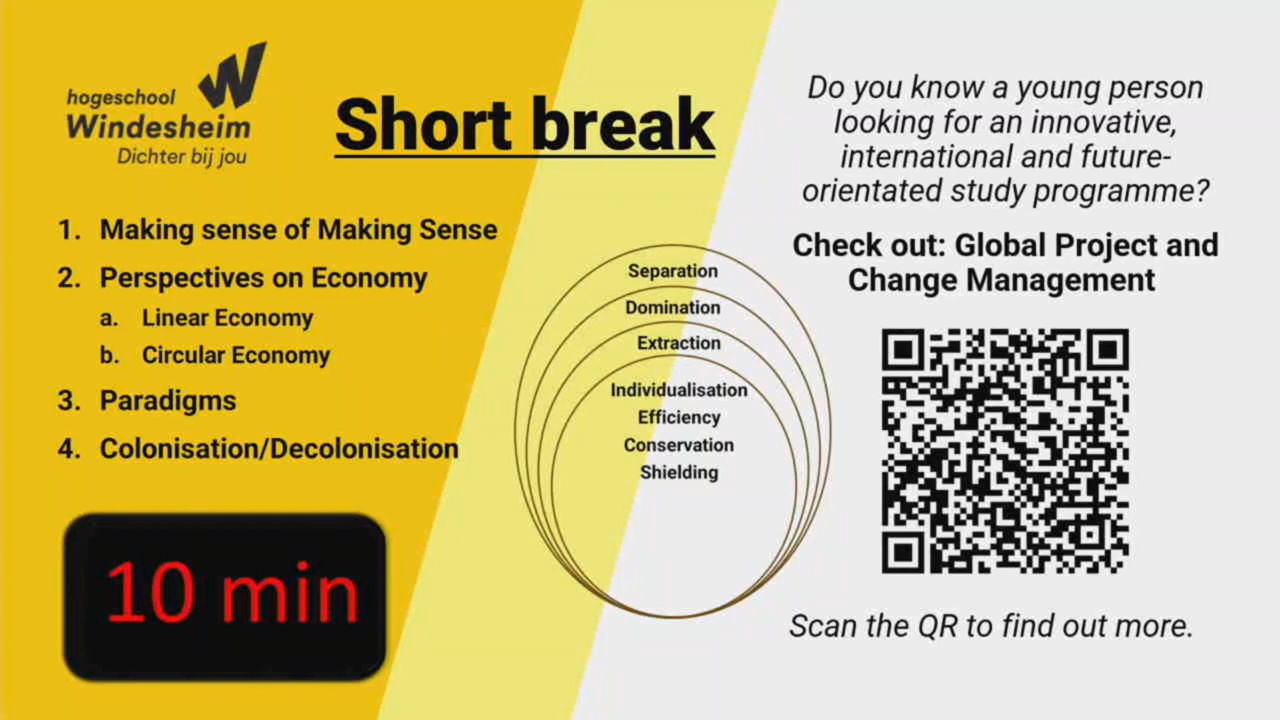 hogeschool
Windesheim
Dichter bij jou
Short break
1. Making sense of Making Sense
2. Perspectives on Economy
a. Linear Economy
b. Circular Economy
3. Paradigms
4. Colonisation/Decolonisation
10 min
Separation
Domination
Extraction
Individualisation
Efficiency
Conservation
Shielding
Do you know a young person
looking for an innovative,
international and future-
orientated study programme?
Check out: Global Project and
Change Management
Scan the QR to find out more.